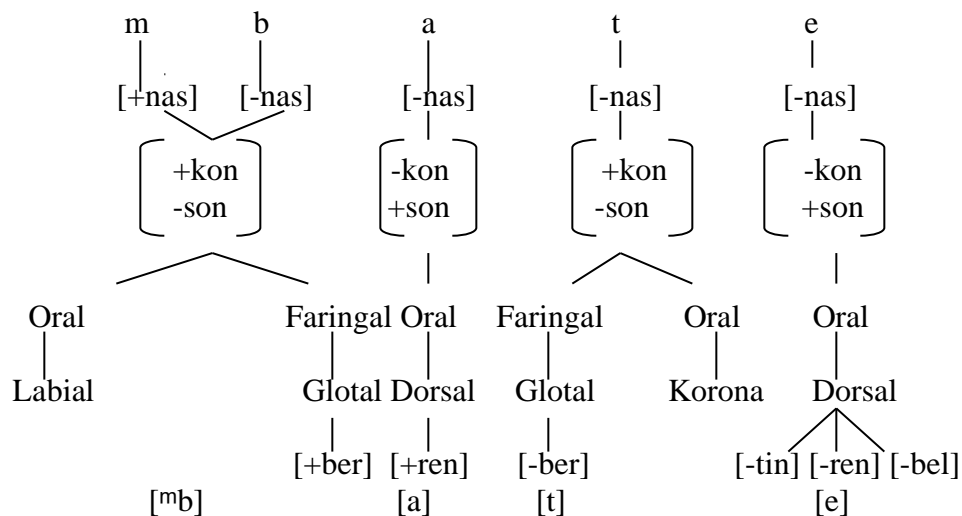 m b a t e
[+nas] [-nas] [-nas] [-nas] [-nas]
+kon -kon +kon -kon
-son +son -son +son
Oral Faringal Oral Faringal Oral Oral
Labial Glotal Dorsal Glotal Korona Dorsal
[+ber] [+ren] [-ber] [-tin] [-ren] [-bel]
[ᵐb] [a] [t] [e]